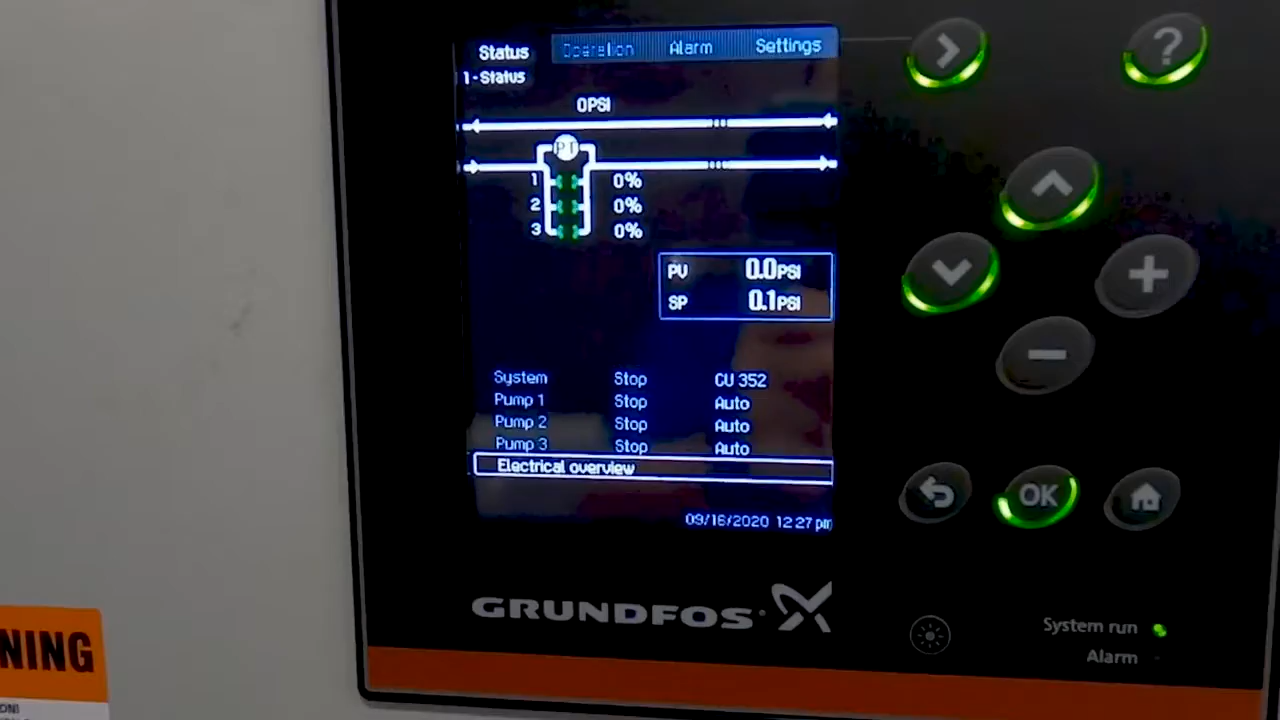 Status Operation Alarm Settings
1-Status
0PSI
PT
1 0%
2 0%
3 0%
PV 0.0PSI
SP 0.1PSI
System Stop CU 352
Pump 1 Stop Auto
Pump 2 Stop Auto
Pump 3 Stop Auto
Electrical overview
09/16/2020 12:27 pm
?
OK
GRUNDFOS
System run
Alarm
NING